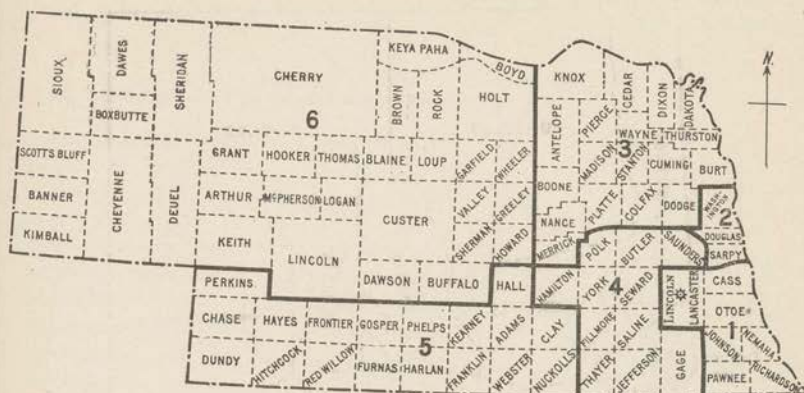 KEYA PAHA
BOYD
N.
SIOUX
DAWES
SHERIDAN
CHERRY
BROWN
ROCK
HOLT
KNOX
CEDAR
DIXON
DAKOTA
BOXBUTTE
6
ANTELOPE
PIERCE
WAYNE
THURSTON
SCOTT'S BLUFF
GRANT
HOOKER
THOMAS
BLAINE
LOUP
GARFIELD
WHEELER
MADISON
STANTON
3
CUMING
BURT
BANNER
CHEYENNE
DEUEL
ARTHUR
McPHERSON
LOGAN
CUSTER
VALLEY
GREELEY
BOONE
PLATTE
COLFAX
DODGE
WASH-
INGTON
2
KIMBALL
KEITH
LINCOLN
SHERMAN
HOWARD
NANCE
MERRICK
POLK
BUTLER
SAUNDERS
DOUGLAS
SARPY
PERKINS
DAWSON
BUFFALO
HALL
HAMILTON
YORK
4
SEWARD
LINCOLN
LANCASTER
CASS
CHASE
HAYES
FRONTIER
GOSPER
PHELPS
KEARNEY
ADAMS
CLAY
FILLMORE
SALINE
OTOE
1
DUNDY
HITCHCOCK
RED WILLOW
FURNAS
5
HARLAN
FRANKLIN
WEBSTER
NUCKOLLS
THAYER
JEFFERSON
GAGE
JOHNSON
NEMAHA
PAWNEE
RICHARDSON